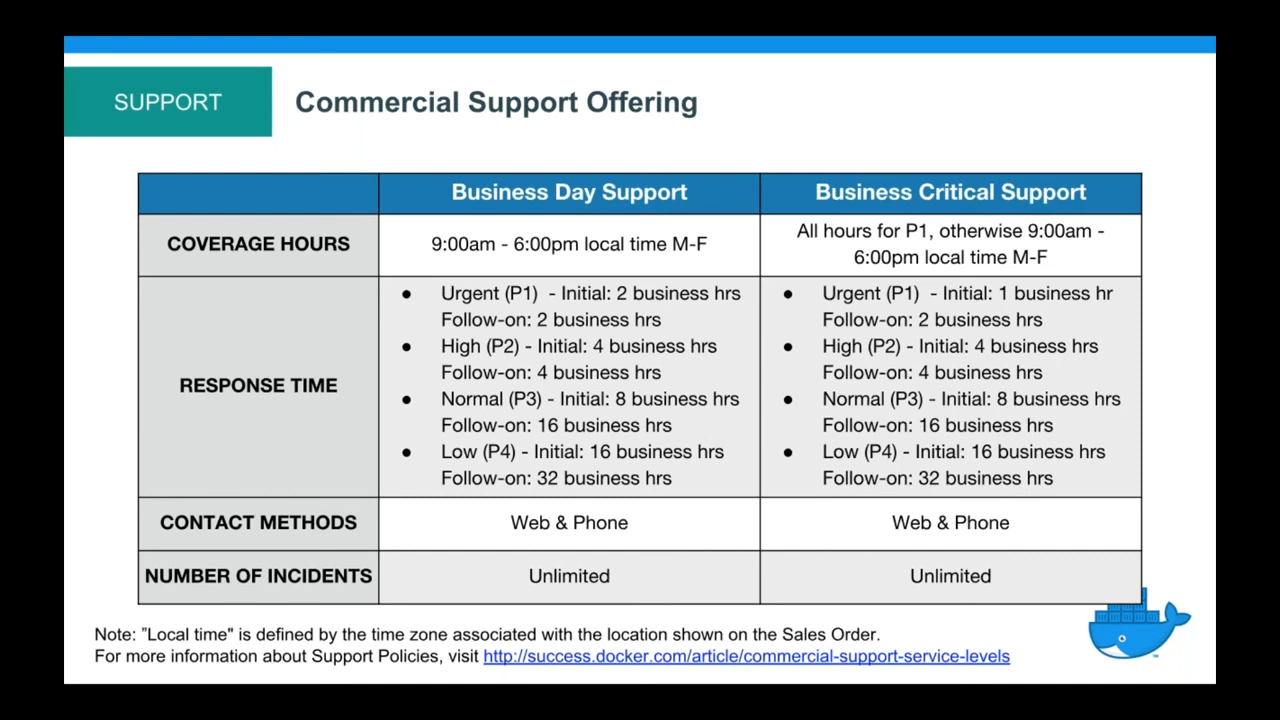 SUPPORT
Commercial Support Offering
Business Day Support
Business Critical Support
COVERAGE HOURS
9:00am - 6:00pm local time M-F
All hours for P1, otherwise 9:00am -
6:00pm local time M-F
RESPONSE TIME
● Urgent (P1)  - Initial: 2 business hrs
Follow-on: 2 business hrs
● High (P2) - Initial: 4 business hrs
Follow-on: 4 business hrs
● Normal (P3) - Initial: 8 business hrs
Follow-on: 16 business hrs
● Low (P4) - Initial: 16 business hrs
Follow-on: 32 business hrs
● Urgent (P1)  - Initial: 1 business hr
Follow-on: 2 business hrs
● High (P2) - Initial: 4 business hrs
Follow-on: 4 business hrs
● Normal (P3) - Initial: 8 business hrs
Follow-on: 16 business hrs
● Low (P4) - Initial: 16 business hrs
Follow-on: 32 business hrs
CONTACT METHODS
Web & Phone
Web & Phone
NUMBER OF INCIDENTS
Unlimited
Unlimited
Note: ”Local time" is defined by the time zone associated with the location shown on the Sales Order.
For more information about Support Policies, visit http://success.docker.com/article/commercial-support-service-levels